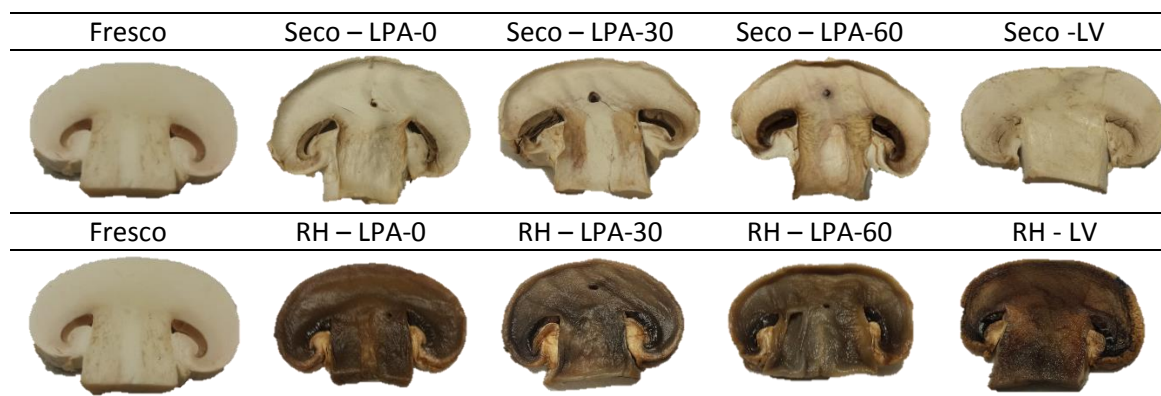 Fresco Seco – LPA-0 Seco – LPA-30 Seco – LPA-60 Seco -LV
Fresco RH – LPA-0 RH – LPA-30 RH – LPA-60 RH - LV